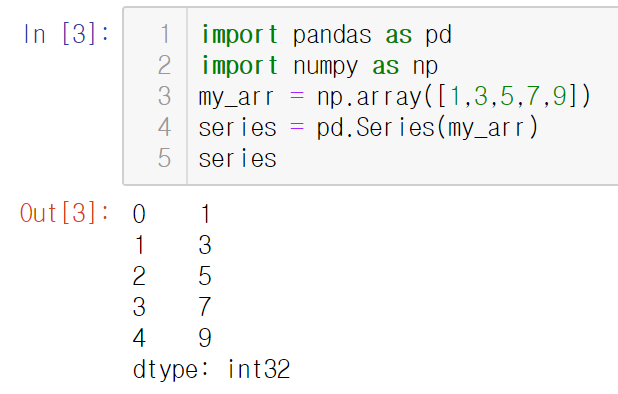 In [3]:
1 import pandas as pd
2 import numpy as np
3 my_arr = np.array([1,3,5,7,9])
4 series = pd.Series(my_arr)
5 series
Out[3]:
0 1
1 3
2 5
3 7
4 9
dtype: int32